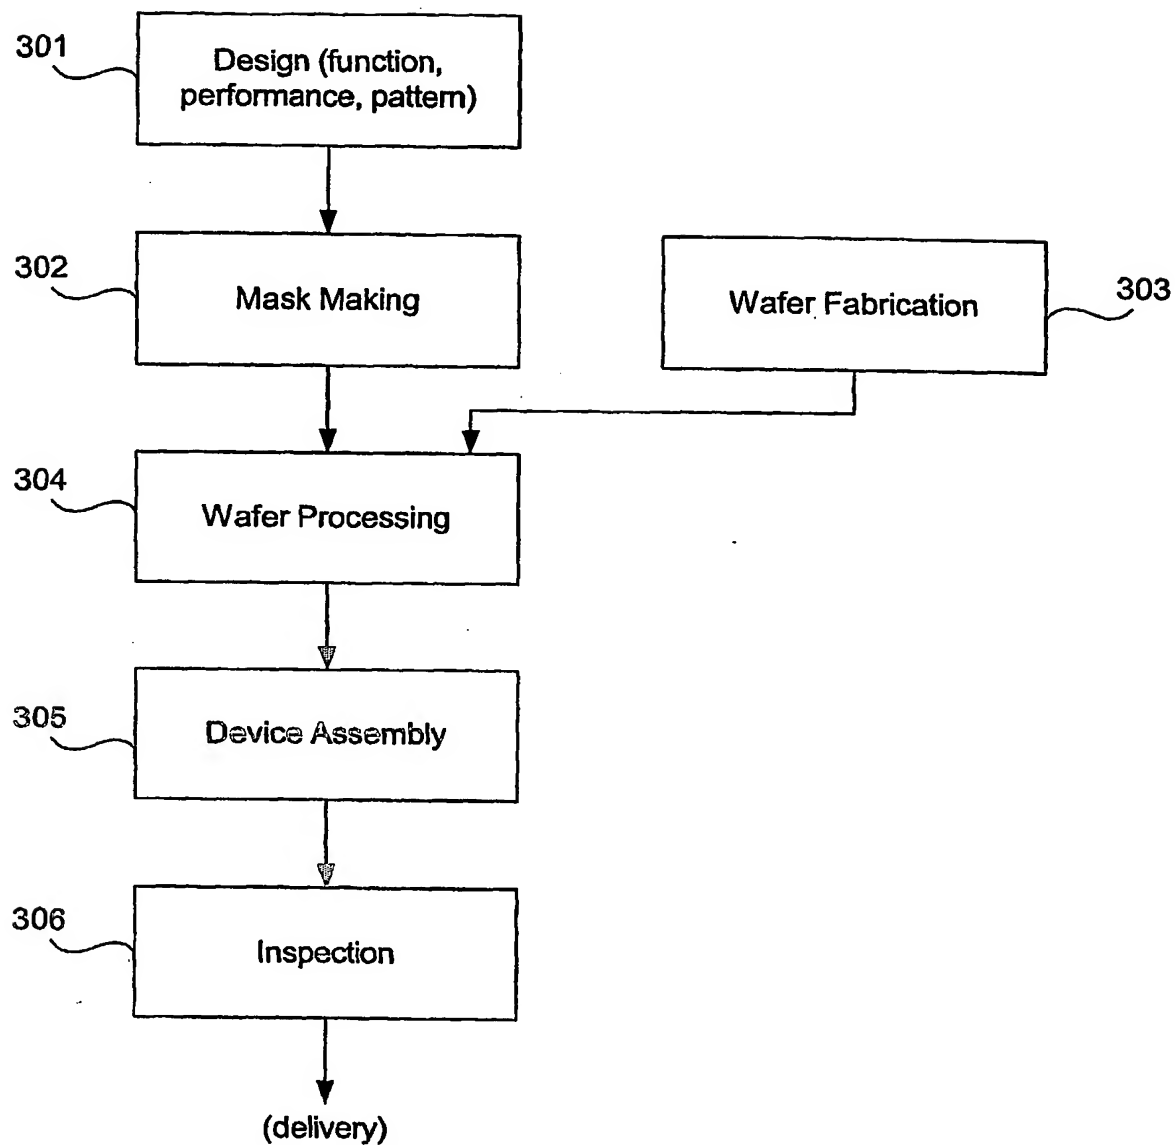 301
Design (function,
performance, pattern)
302
Mask Making
Wafer Fabrication
303
304
Wafer Processing
305
Device Assembly
306
Inspection
(delivery)